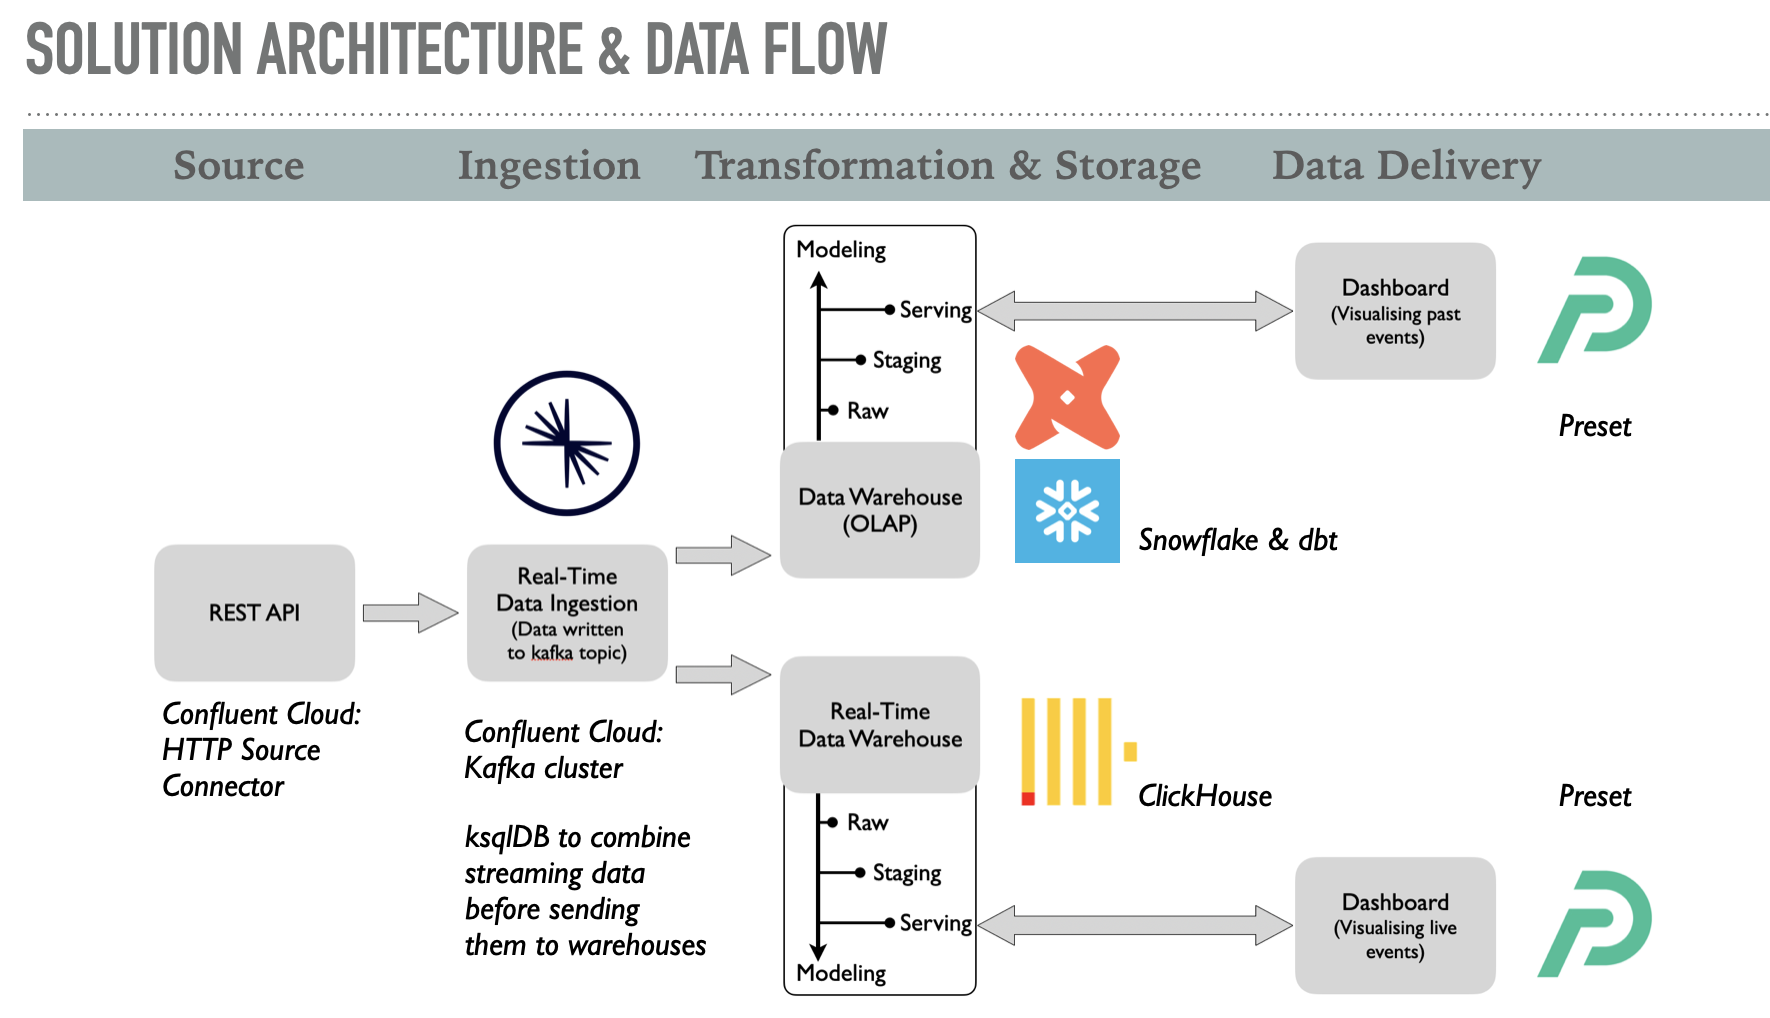 SOLUTION ARCHITECTURE & DATA FLOW
Source
Ingestion
Transformation & Storage
Data Delivery
REST API
Confluent Cloud:
HTTP Source
Connector
Real-Time
Data Ingestion
(Data written
to kafka topic)
Confluent Cloud:
Kafka cluster
ksqlDB to combine
streaming data
before sending
them to warehouses
Modeling
Serving
Staging
Raw
Data Warehouse
(OLAP)
Snowflake & dbt
Real-Time
Data Warehouse
Raw
Staging
Serving
Modeling
ClickHouse
Dashboard
(Visualising past
events)
Preset
Preset
Dashboard
(Visualising live
events)